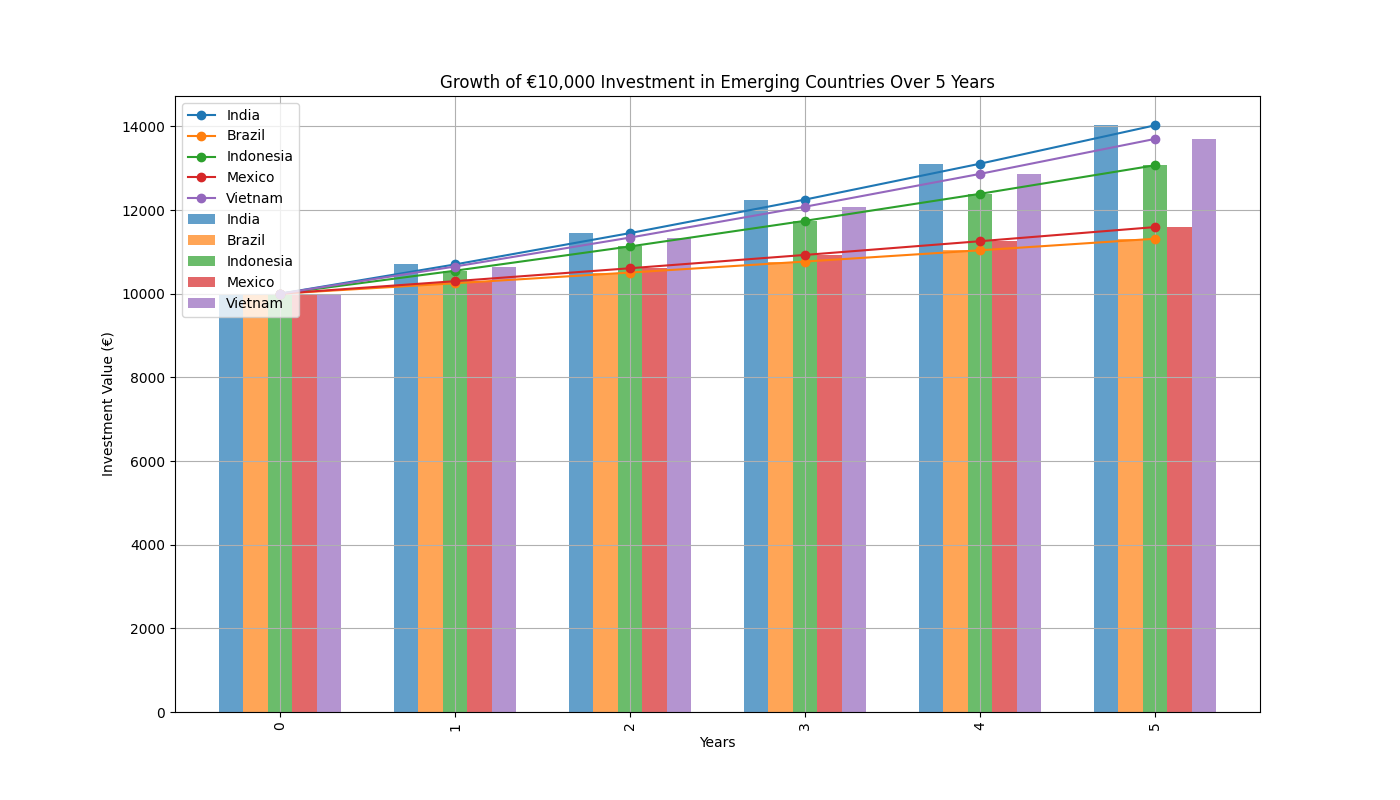 Growth of €10,000 Investment in Emerging Countries Over 5 Years
14000
12000
10000
8000
6000
4000
2000
0
Investment Value (€)
India
Brazil
Indonesia
Mexico
Vietnam
India
Brazil
Indonesia
Mexico
Vietnam
0
1
2
3
4
5
Years